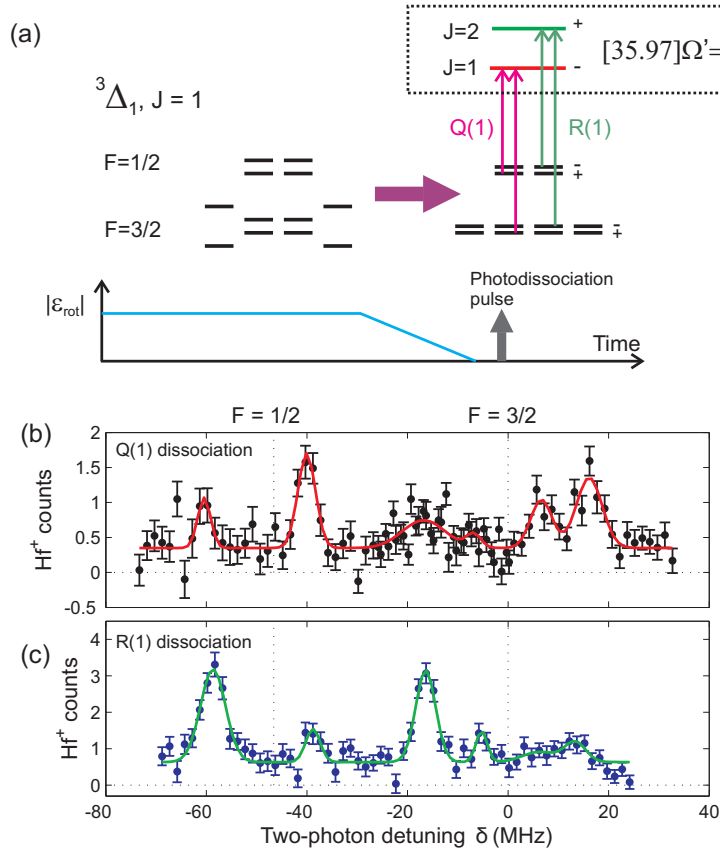 (a)
J=2
+
J=1
-
[35.97]Ω'=
³Δ₁, J = 1
Q(1)
R(1)
F=1/2
-
+
F=3/2
-
+
|ε_rot|
Photodissociation
pulse
Time
F = 1/2
F = 3/2
(b)
Q(1) dissociation
Hf⁺ counts
2
1.5
1
0.5
0
-0.5
(c)
R(1) dissociation
Hf⁺ counts
4
3
2
1
0
-80
-60
-40
-20
0
20
40
Two-photon detuning δ (MHz)